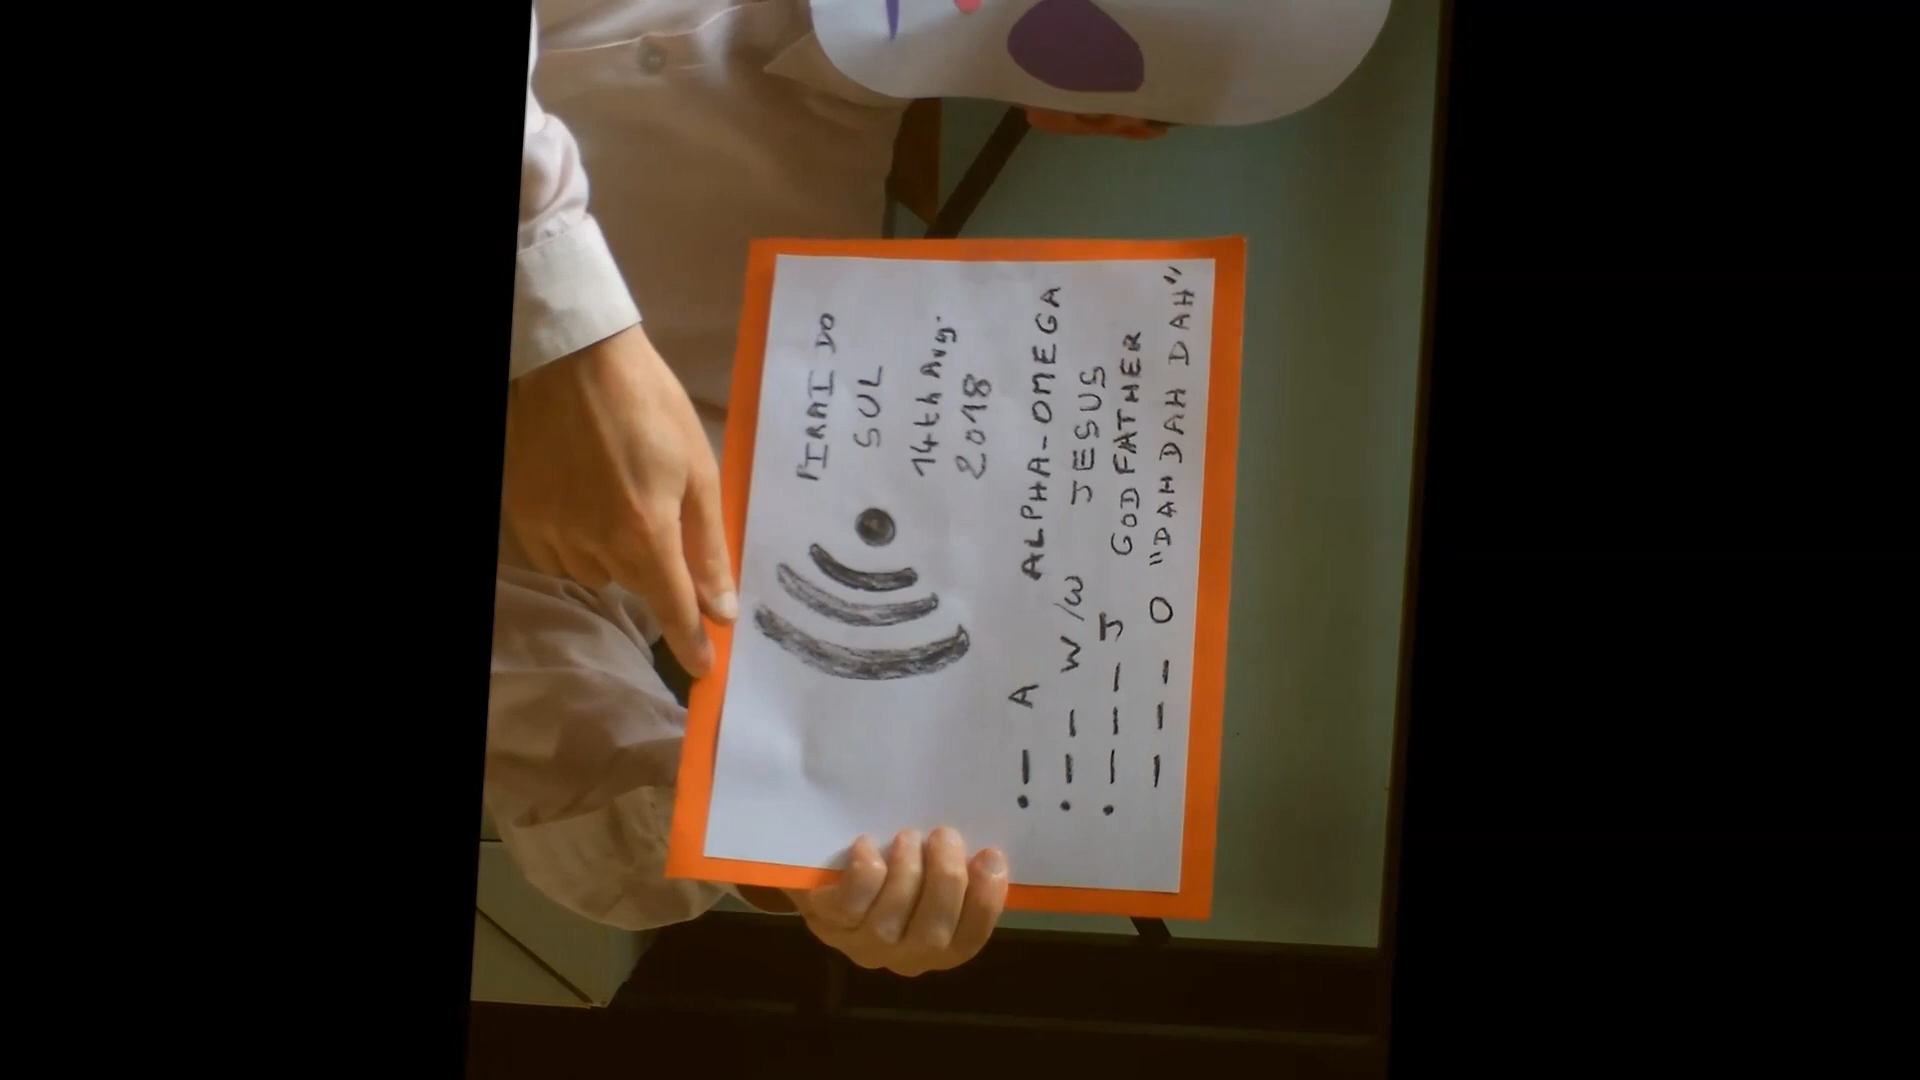 PIRAI DO
SUL
14th Aug.
2018
•— A ALPHA-OMEGA
•—— W/W JESUS
•——— J GODFATHER
——— O "DAH DAH DAH"